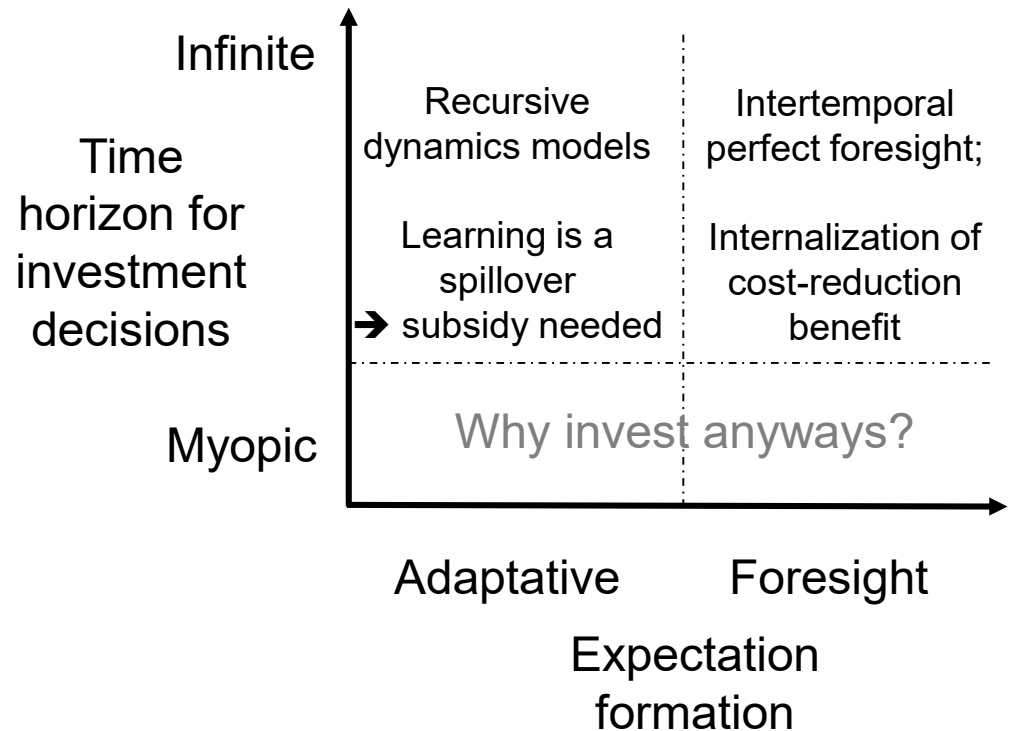 Infinite
Time
horizon for
investment
decisions
Myopic
Recursive
dynamics models
Learning is a
spillover
➔ subsidy needed
Intertemporal
perfect foresight;
Internalization of
cost-reduction
benefit
Why invest anyways?
Adaptative
Foresight
Expectation
formation